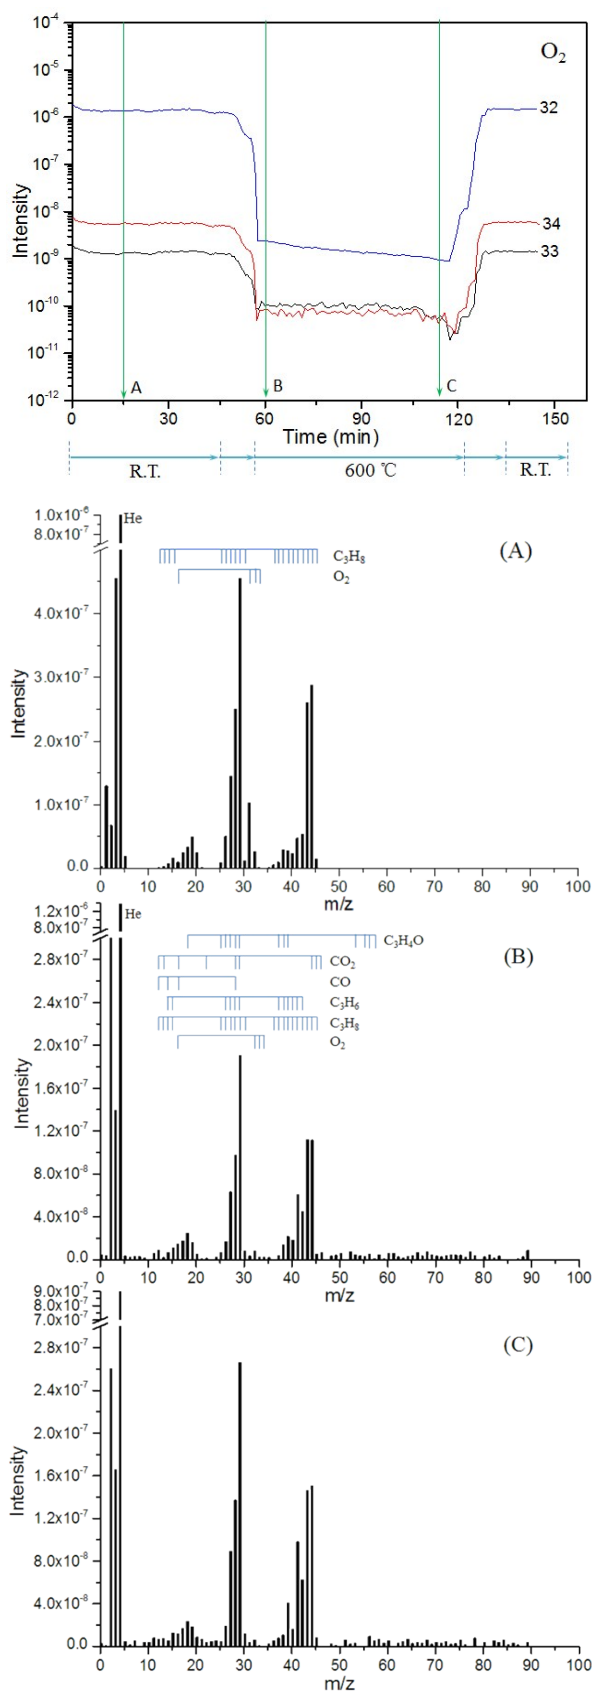 O₂
10⁻⁴
10⁻⁵
10⁻⁶
10⁻⁷
10⁻⁸
10⁻⁹
10⁻¹⁰
10⁻¹¹
10⁻¹²
Intensity
32
34
33
A
B
C
0 30 60 90 120 150
Time (min)
R.T. 600 ℃ R.T.
(A)
1.0x10⁻⁶
8.0x10⁻⁷
4.0x10⁻⁷
3.0x10⁻⁷
2.0x10⁻⁷
1.0x10⁻⁷
0.0
Intensity
He
C₃H₈
O₂
0 10 20 30 40 50 60 70 80 90 100
m/z
(B)
1.2x10⁻⁶
8.0x10⁻⁷
2.8x10⁻⁷
2.4x10⁻⁷
2.0x10⁻⁷
1.6x10⁻⁷
1.2x10⁻⁷
8.0x10⁻⁸
4.0x10⁻⁸
0.0
Intensity
He
C₃H₄O
CO₂
CO
C₃H₆
C₃H₈
O₂
0 10 20 30 40 50 60 70 80 90 100
m/z
(C)
9.0x10⁻⁷
8.0x10⁻⁷
7.0x10⁻⁷
2.8x10⁻⁷
2.4x10⁻⁷
2.0x10⁻⁷
1.6x10⁻⁷
1.2x10⁻⁷
8.0x10⁻⁸
4.0x10⁻⁸
0.0
Intensity
0 10 20 30 40 50 60 70 80 90 100
m/z